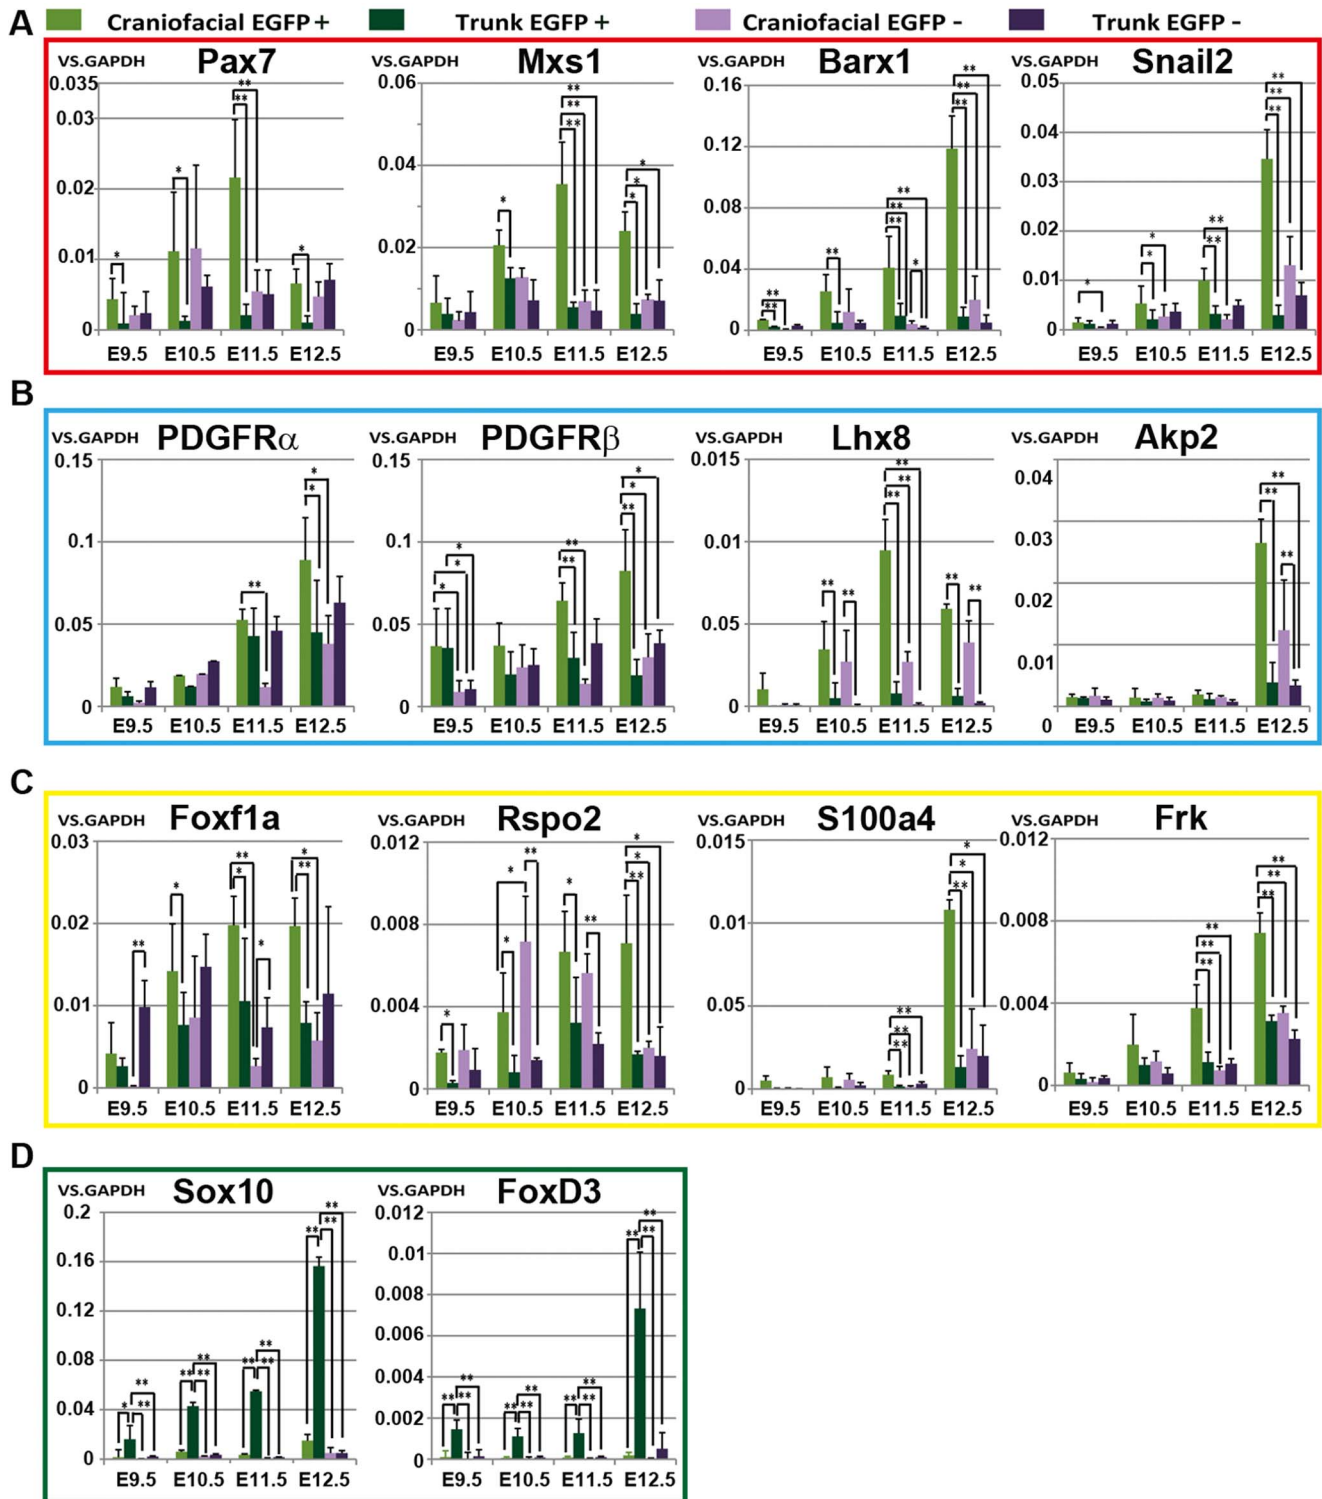 A
Craniofacial EGFP + Trunk EGFP + Craniofacial EGFP – Trunk EGFP –
VS.GAPDH Pax7 VS.GAPDH Mxs1 VS.GAPDH Barx1 VS.GAPDH Snail2
0.035
0.03
0.02
0.01
0
* * ** ** *
E9.5 E10.5 E11.5 E12.5
0.06
0.04
0.02
0
* ** ** ** * * *
E9.5 E10.5 E11.5 E12.5
0.16
0.12
0.08
0.04
0
** ** ** ** ** ** * ** ** **
E9.5 E10.5 E11.5 E12.5
0.05
0.04
0.03
0.02
0.01
0
* * * ** ** ** ** **
E9.5 E10.5 E11.5 E12.5
B
VS.GAPDH PDGFRα VS.GAPDH PDGFRβ VS.GAPDH Lhx8 VS.GAPDH Akp2
0.15
0.1
0.05
0
** * *
E9.5 E10.5 E11.5 E12.5
0.15
0.1
0.05
0
* * * ** ** * * **
E9.5 E10.5 E11.5 E12.5
0.015
0.01
0.05
0
** ** ** ** ** ** **
E9.5 E10.5 E11.5 E12.5
0.04
0.03
0.02
0.01
0
** ** **
E9.5 E10.5 E11.5 E12.5
C
VS.GAPDH Foxf1a VS.GAPDH Rspo2 VS.GAPDH S100a4 VS.GAPDH Frk
0.03
0.02
0.01
0
** * ** * * * **
E9.5 E10.5 E11.5 E12.5
0.012
0.008
0.004
0
* * * ** * ** * * **
E9.5 E10.5 E11.5 E12.5
0.015
0.01
0.05
0
** ** ** * * **
E9.5 E10.5 E11.5 E12.5
0.012
0.008
0.004
0
** ** ** ** ** **
E9.5 E10.5 E11.5 E12.5
D
VS.GAPDH Sox10 VS.GAPDH FoxD3
0.2
0.16
0.12
0.08
0.04
0
* ** ** ** ** ** ** ** ** ** ** **
E9.5 E10.5 E11.5 E12.5
0.012
0.01
0.008
0.006
0.004
0.002
0
** ** ** ** ** ** ** ** ** ** ** **
E9.5 E10.5 E11.5 E12.5